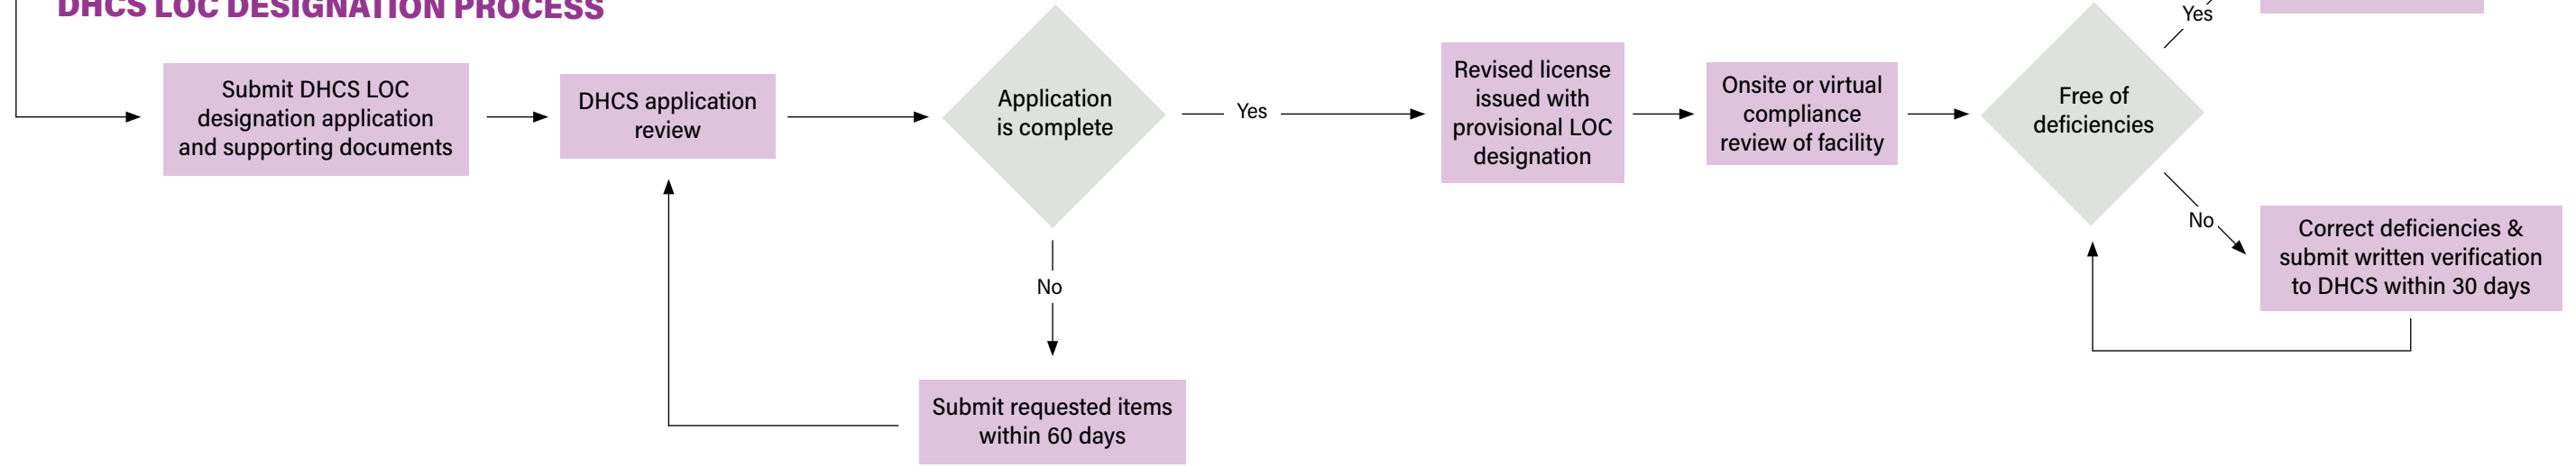 DHCS LOC DESIGNATION PROCESS
Submit DHCS LOC
designation application
and supporting documents
DHCS application
review
Application
is complete
Yes
No
Submit requested items
within 60 days
Revised license
issued with
provisional LOC
designation
Onsite or virtual
compliance
review of facility
Free of
deficiencies
Yes
No
Correct deficiencies &
submit written verification
to DHCS within 30 days